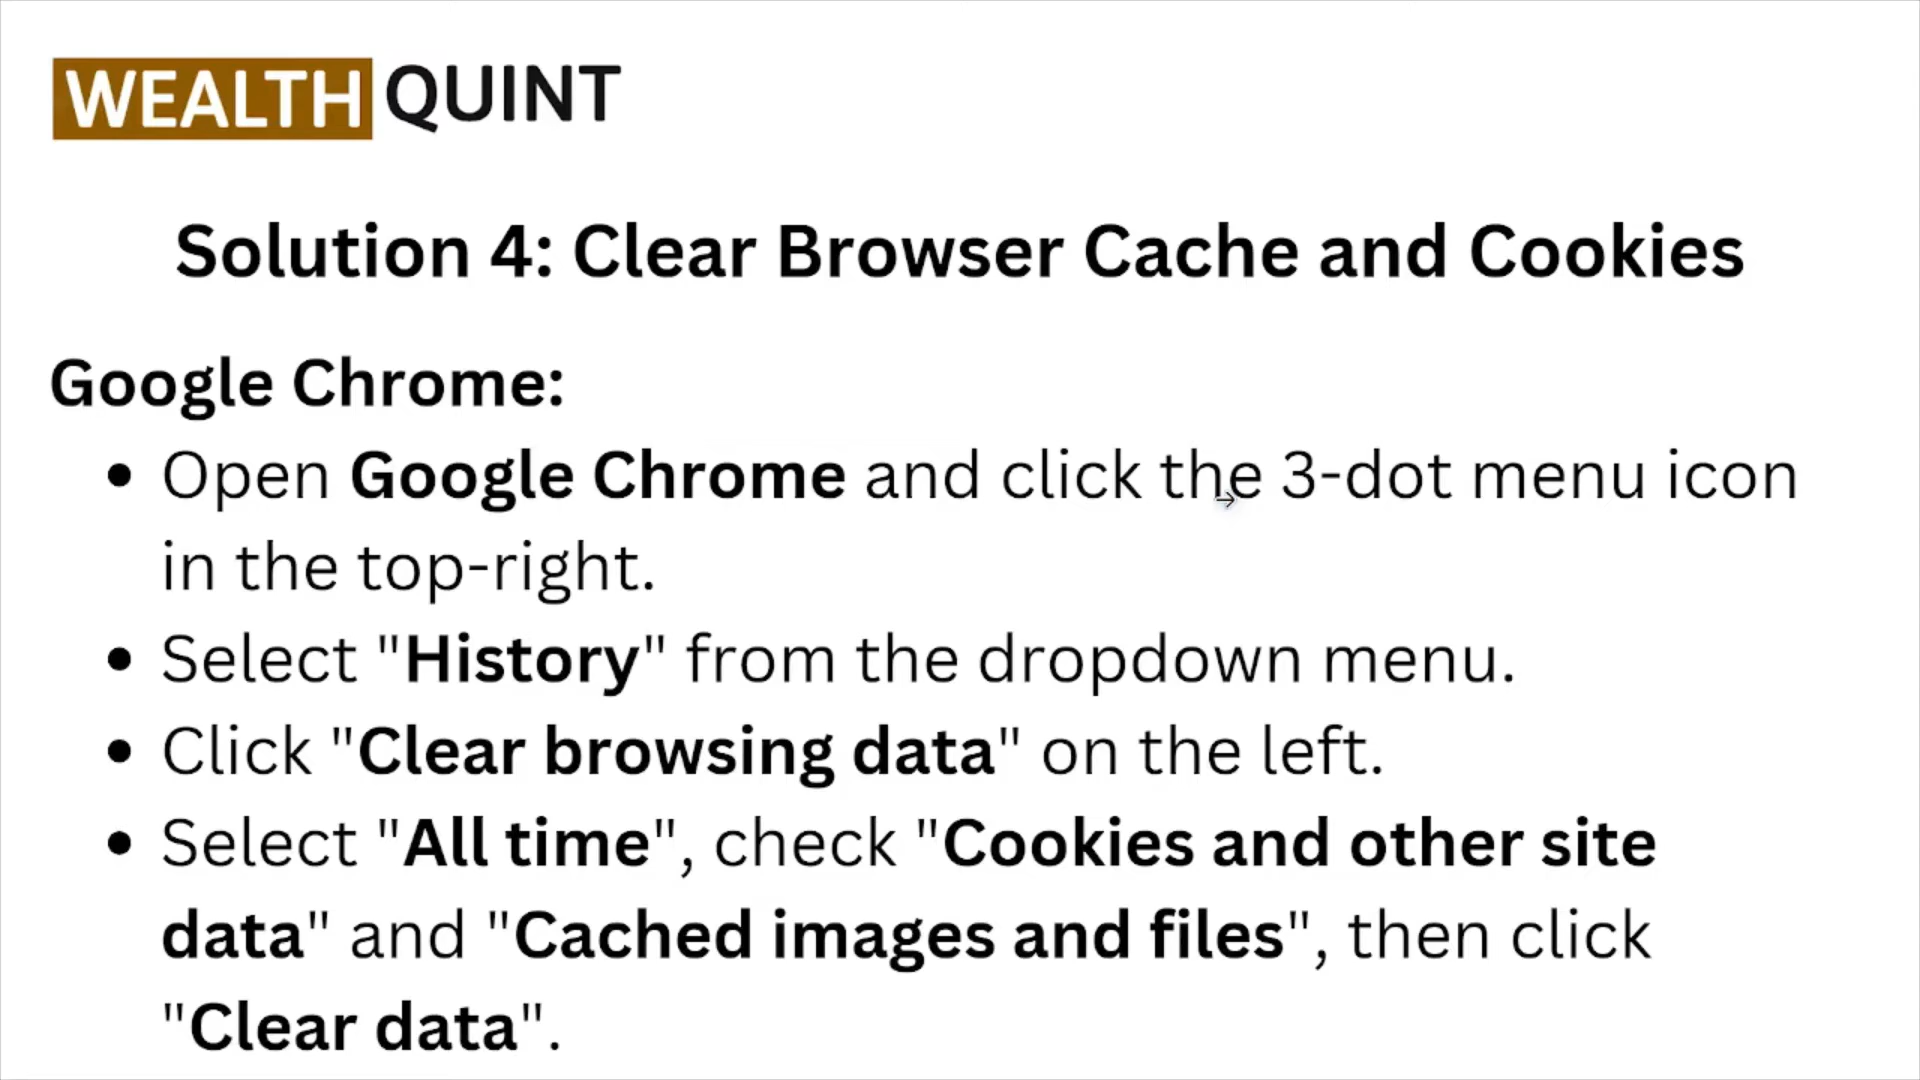 WEALTH QUINT
Solution 4: Clear Browser Cache and Cookies
Google Chrome:
• Open Google Chrome and click the 3-dot menu icon
in the top-right.
• Select "History" from the dropdown menu.
• Click "Clear browsing data" on the left.
• Select "All time", check "Cookies and other site
data" and "Cached images and files", then click
"Clear data".